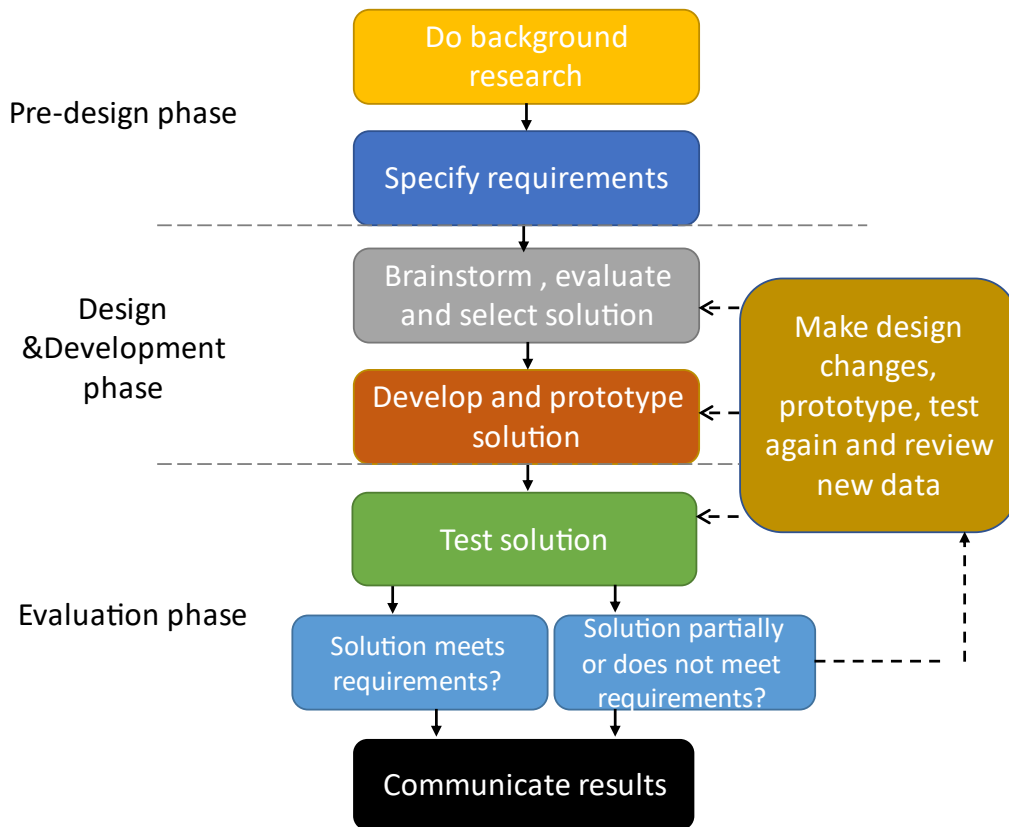 Do background
research
Pre-design phase
Specify requirements
Brainstorm , evaluate
and select solution
Design
&Development
phase
Develop and prototype
solution
Make design
changes,
prototype, test
again and review
new data
Test solution
Evaluation phase
Solution meets
requirements?
Solution partially
or does not meet
requirements?
Communicate results